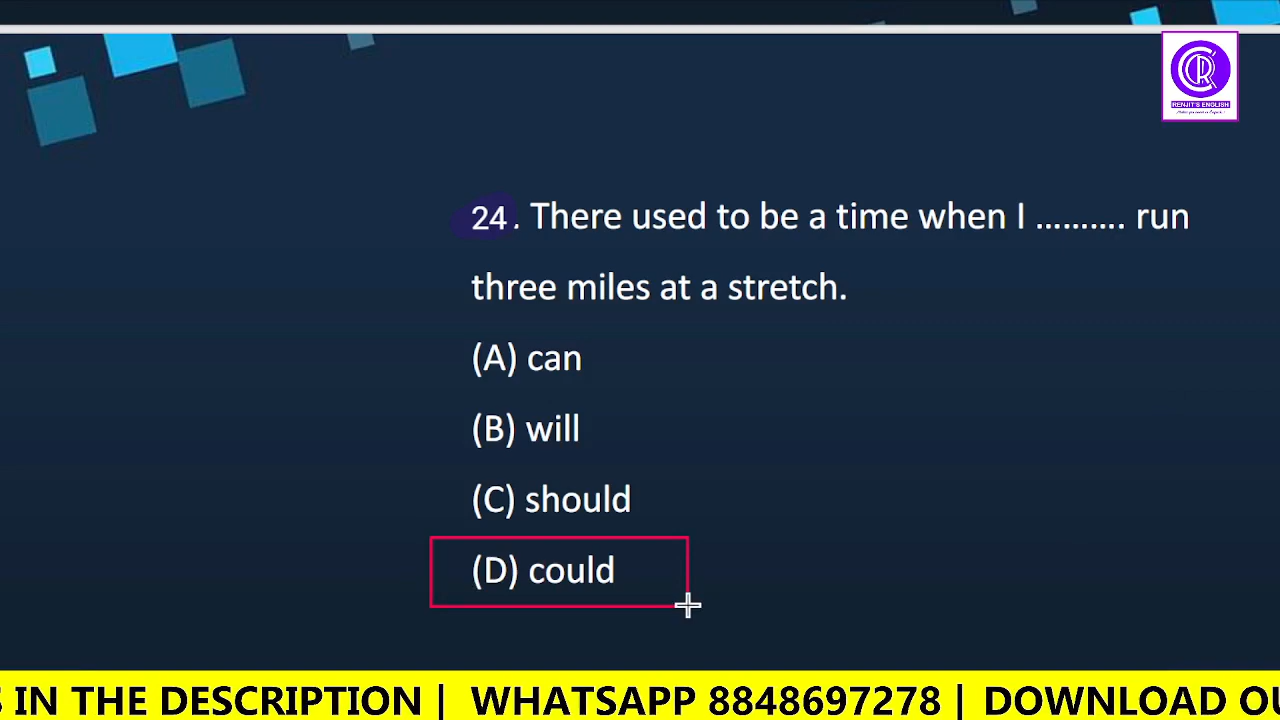 RENJIT'S ENGLISH
24. There used to be a time when I .......... run
three miles at a stretch.
(A) can
(B) will
(C) should
(D) could
IN THE DESCRIPTION | WHATSAPP 8848697278 | DOWNLOAD